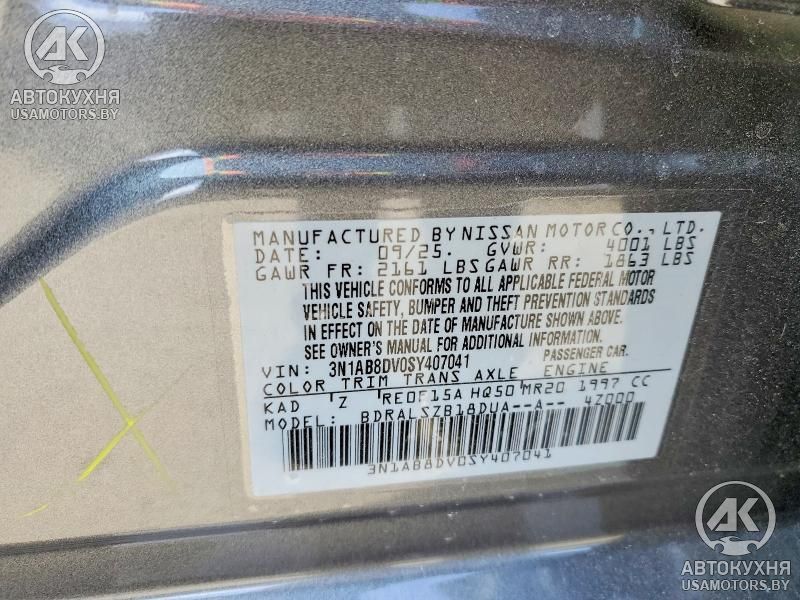 АК
АВТОКУХНЯ
USAMOTORS.BY
MANUFACTURED BY NISSAN MOTOR CO., LTD.
DATE: 09/25. GVWR: 4001 LBS
GAWR FR: 2161 LBS GAWR RR: 1863 LBS
THIS VEHICLE CONFORMS TO ALL APPLICABLE FEDERAL MOTOR
VEHICLE SAFETY, BUMPER AND THEFT PREVENTION STANDARDS
IN EFFECT ON THE DATE OF MANUFACTURE SHOWN ABOVE.
SEE OWNER'S MANUAL FOR ADDITIONAL INFORMATION.
VIN: 3N1AB8DV0SY407041 PASSENGER CAR.
COLOR TRIM TRANS AXLE ENGINE
KAD 'Z RE0F15A HQ50 MR20 1997 CC
MODEL: BDRALSZB18DUA--A-- 4Z000
3N1AB8DV0SY407041
АК
АВТОКУХНЯ
USAMOTORS.BY